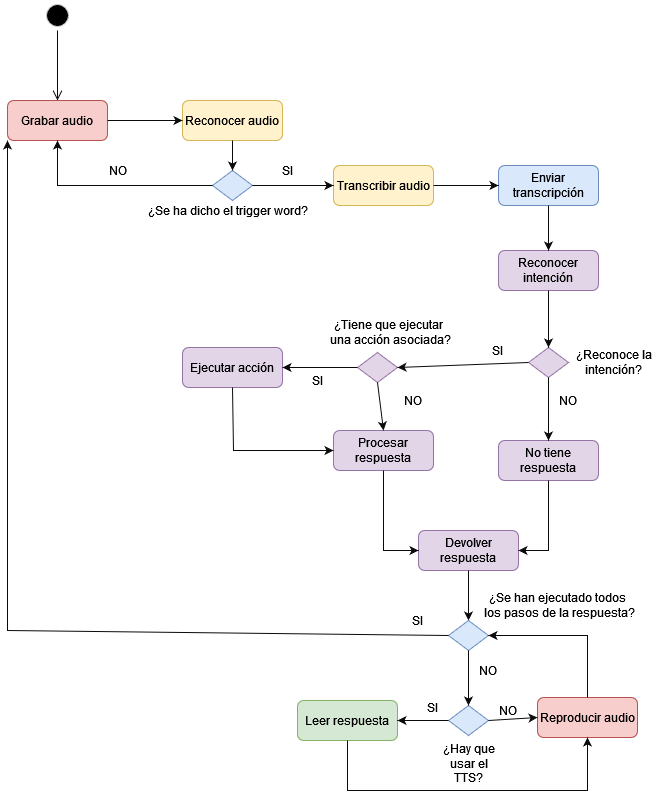 Grabar audio
Reconocer audio
NO
SI
¿Se ha dicho el trigger word?
Transcribir audio
Enviar
transcripción
Reconocer
intención
¿Tiene que ejecutar
una acción asociada?
SI
¿Reconoce la
intención?
Ejecutar acción
SI
NO
NO
Procesar
respuesta
No tiene
respuesta
Devolver
respuesta
¿Se han ejecutado todos
los pasos de la respuesta?
SI
NO
Leer respuesta
SI
NO
Reproducir audio
¿Hay que
usar el
TTS?